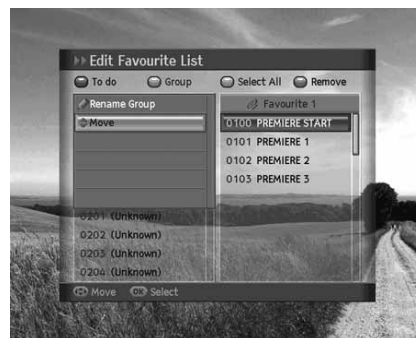 Edit Favourite List
To do Group Select All Remove
Rename Group
Move
0201 (Unknown)
0202 (Unknown)
0203 (Unknown)
0204 (Unknown)
Favourite 1
0100 PREMIERE START
0101 PREMIERE 1
0102 PREMIERE 2
0103 PREMIERE 3
Move OK Select